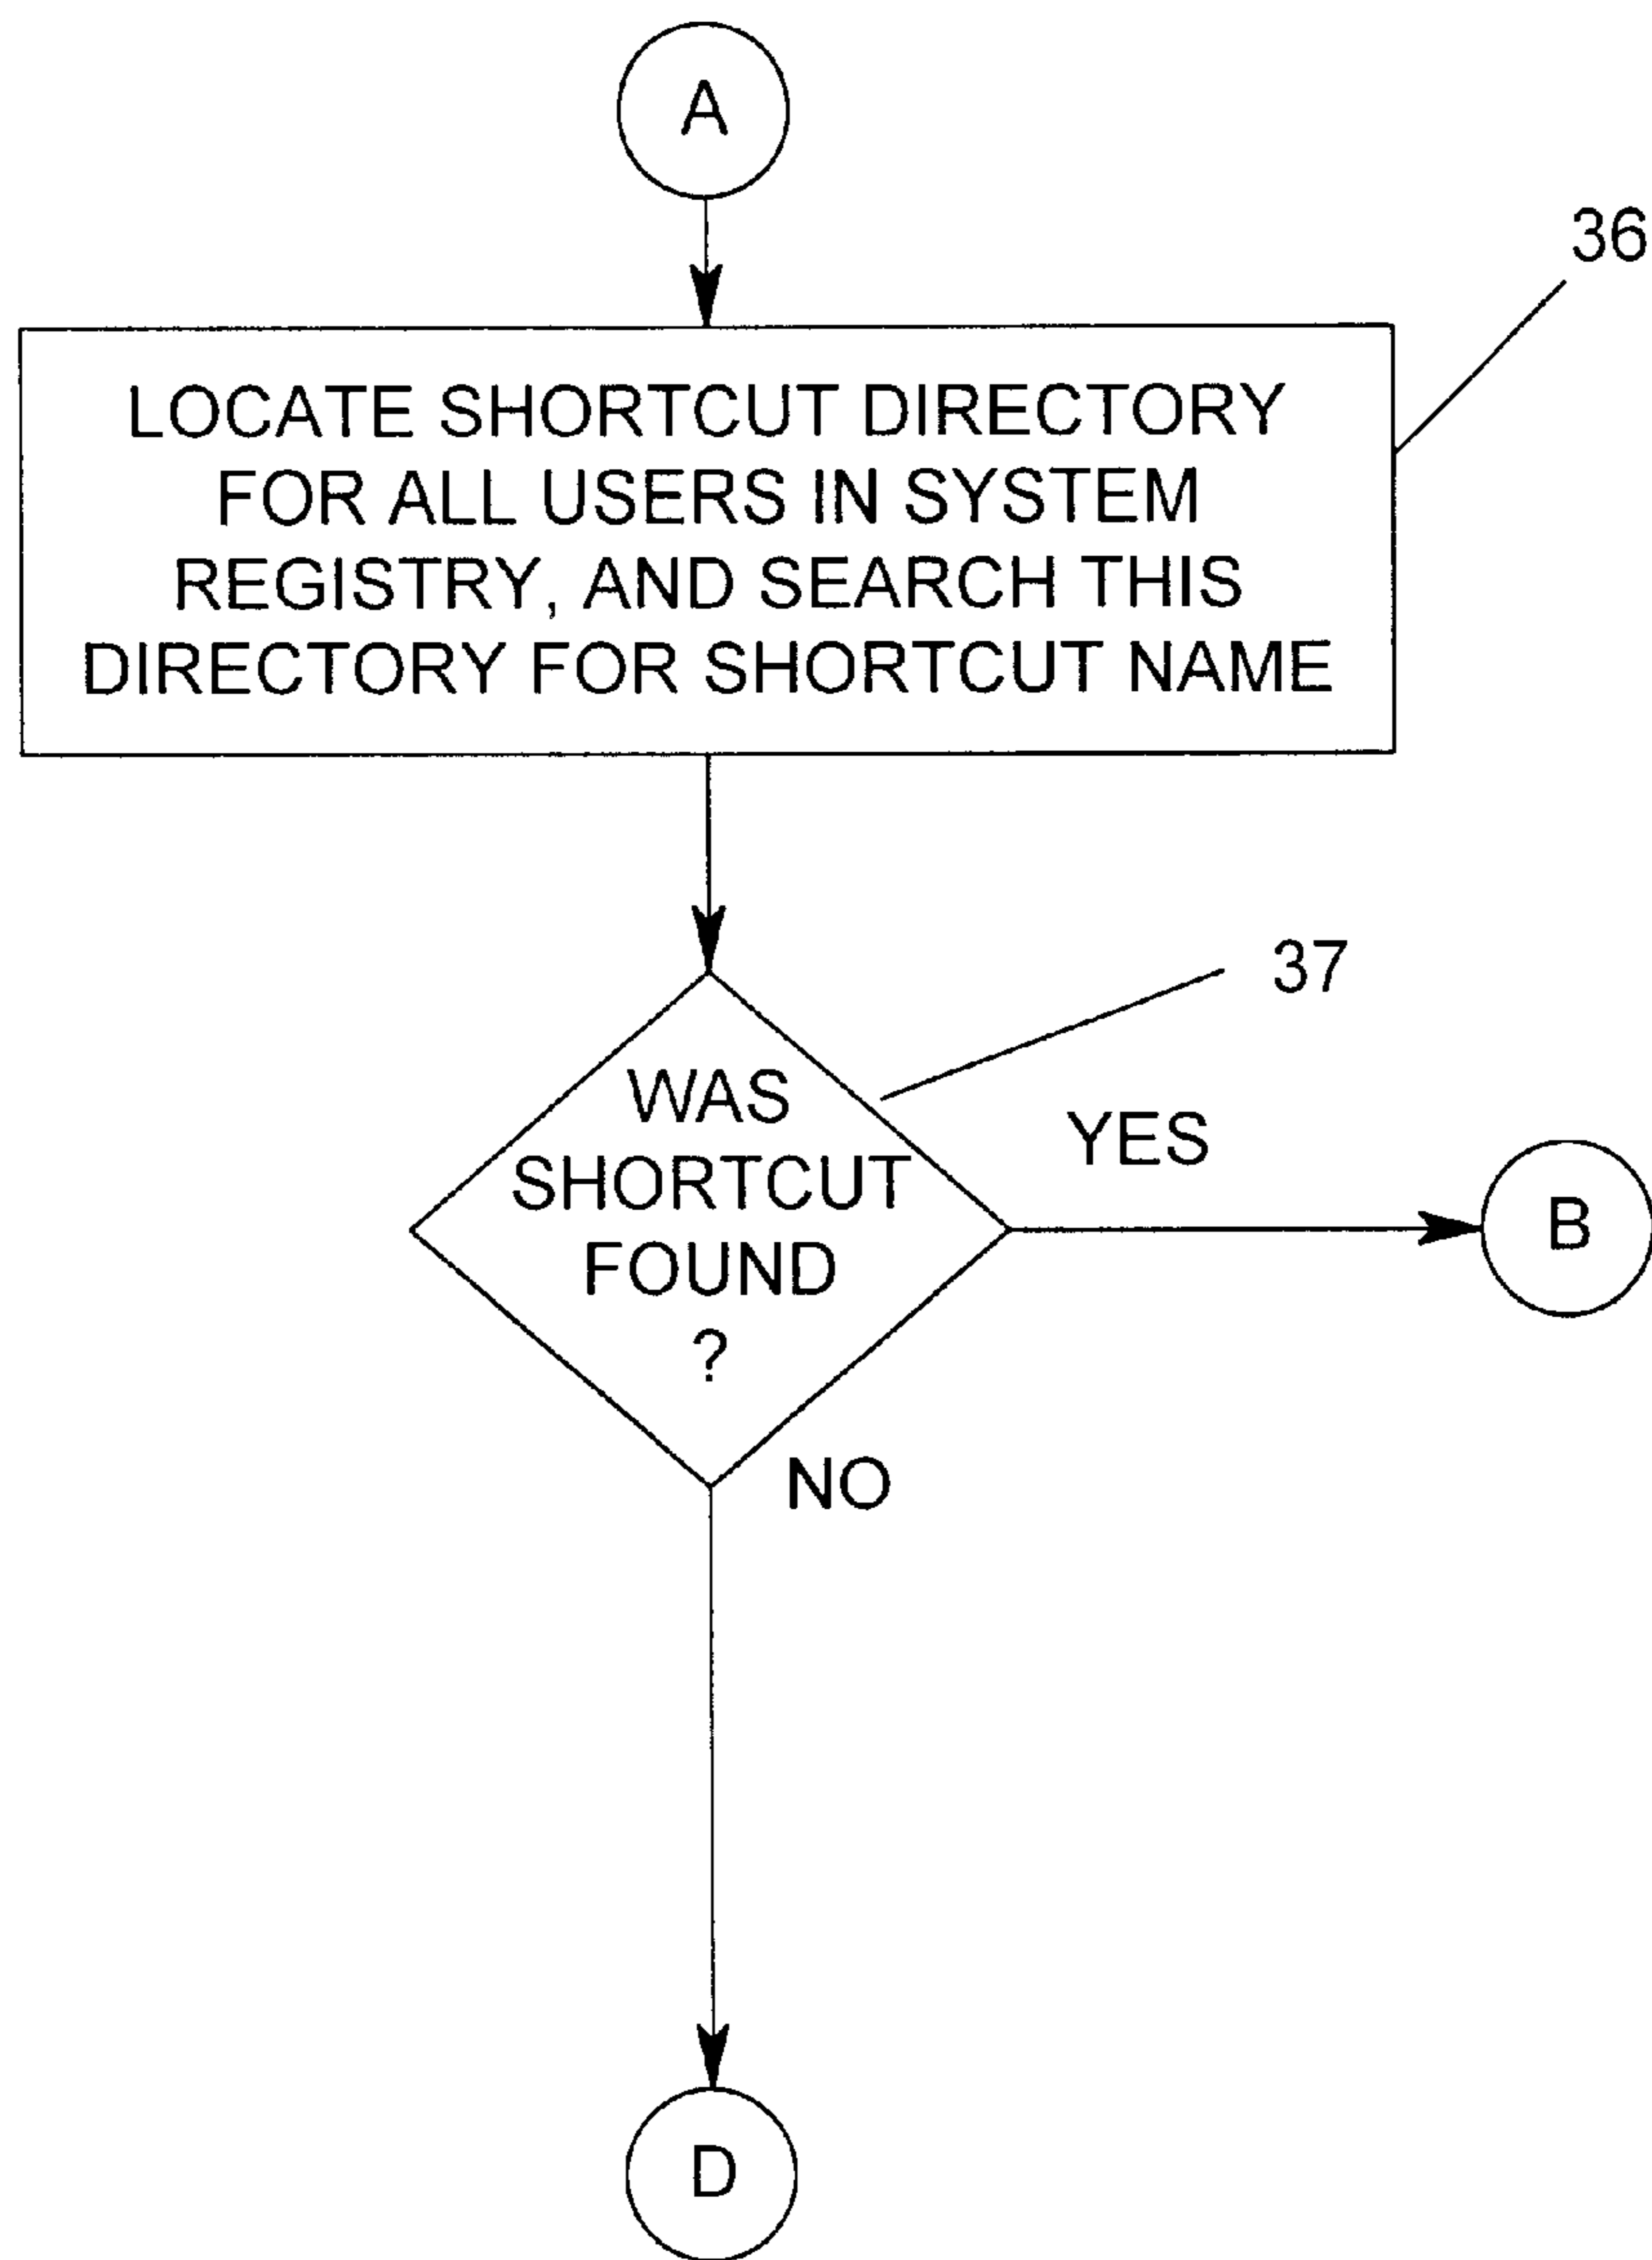 A
36
LOCATE SHORTCUT DIRECTORY
FOR ALL USERS IN SYSTEM
REGISTRY, AND SEARCH THIS
DIRECTORY FOR SHORTCUT NAME
37
WAS
SHORTCUT
FOUND
?
YES
B
NO
D